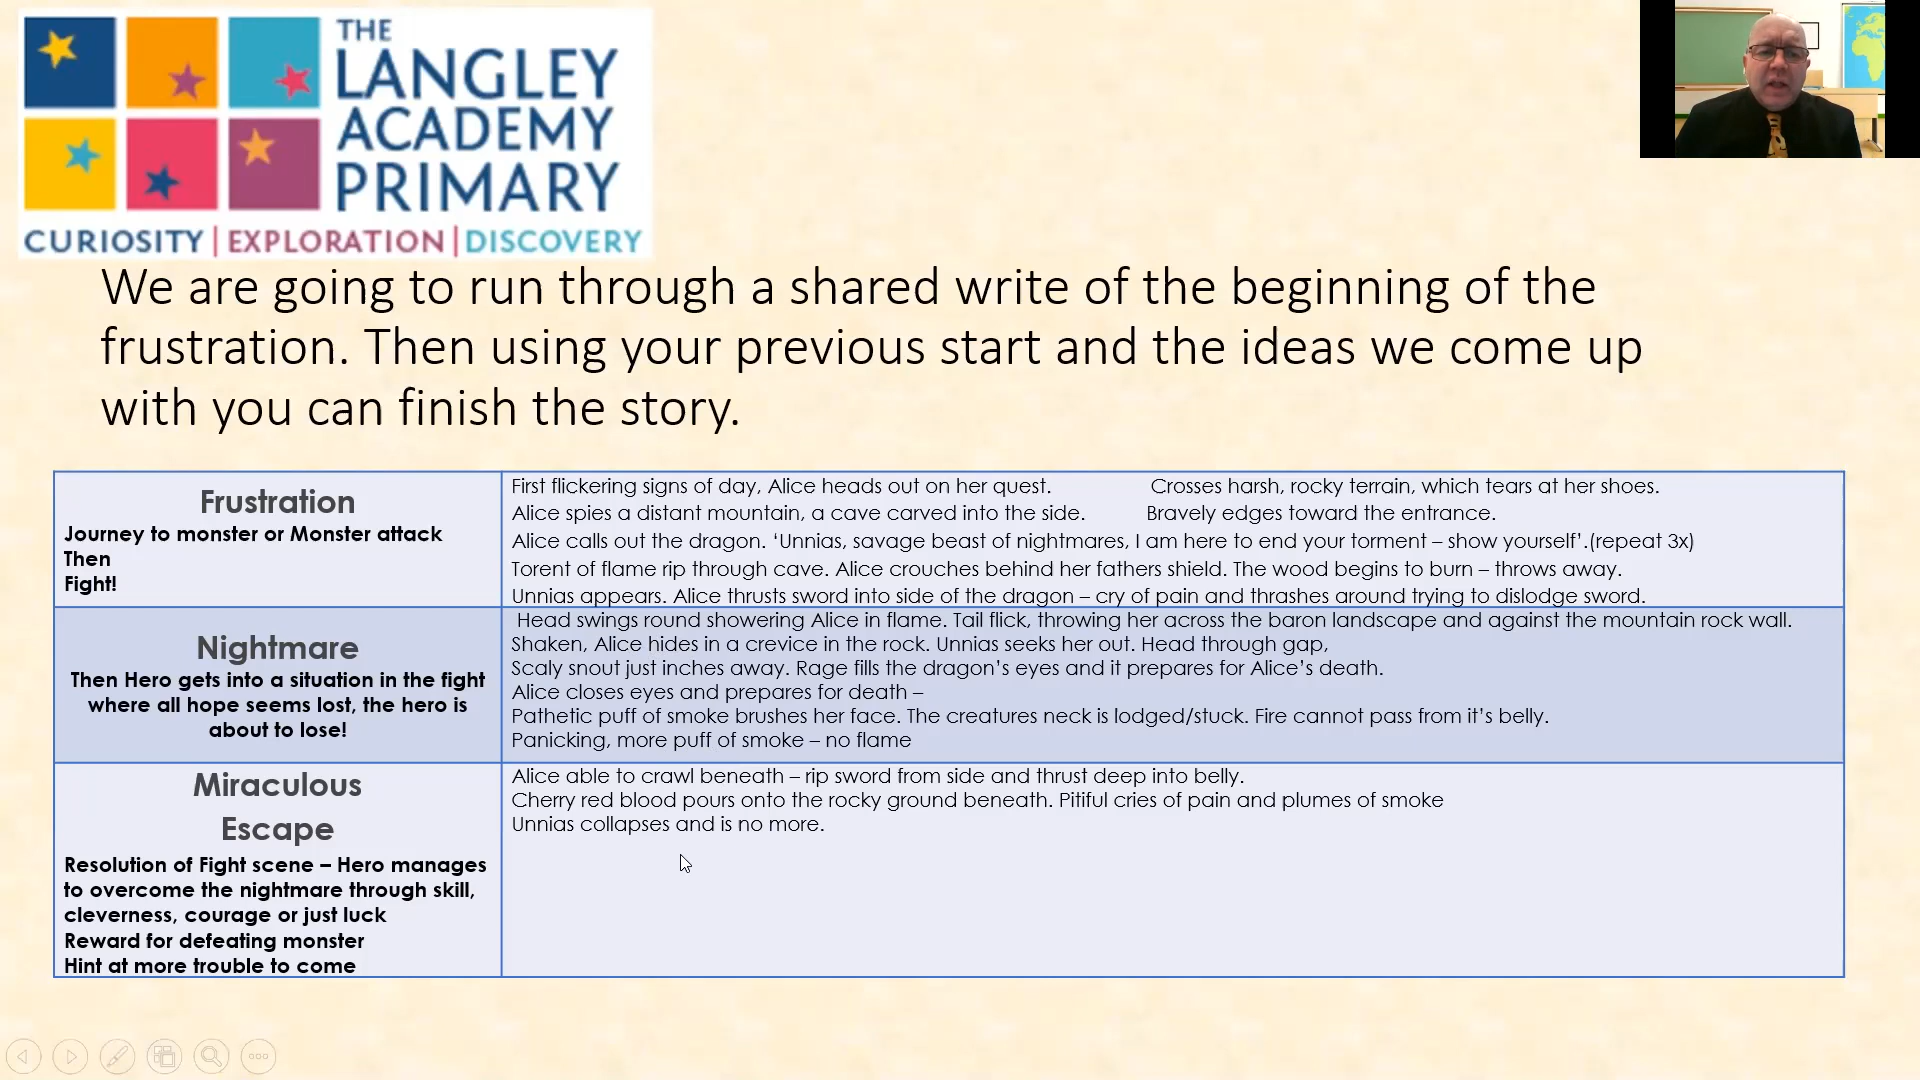 THE
LANGLEY
ACADEMY
PRIMARY
CURIOSITY | EXPLORATION | DISCOVERY
We are going to run through a shared write of the beginning of the
frustration. Then using your previous start and the ideas we come up
with you can finish the story.
Frustration
Journey to monster or Monster attack
Then
Fight!
First flickering signs of day, Alice heads out on her quest. Crosses harsh, rocky terrain, which tears at her shoes.
Alice spies a distant mountain, a cave carved into the side. Bravely edges toward the entrance.
Alice calls out the dragon. ‘Unnias, savage beast of nightmares, I am here to end your torment – show yourself’.(repeat 3x)
Torent of flame rip through cave. Alice crouches behind her fathers shield. The wood begins to burn – throws away.
Unnias appears. Alice thrusts sword into side of the dragon – cry of pain and thrashes around trying to dislodge sword.
Nightmare
Then Hero gets into a situation in the fight
where all hope seems lost, the hero is
about to lose!
Head swings round showering Alice in flame. Tail flick, throwing her across the baron landscape and against the mountain rock wall.
Shaken, Alice hides in a crevice in the rock. Unnias seeks her out. Head through gap,
Scaly snout just inches away. Rage fills the dragon’s eyes and it prepares for Alice’s death.
Alice closes eyes and prepares for death –
Pathetic puff of smoke brushes her face. The creatures neck is lodged/stuck. Fire cannot pass from it’s belly.
Panicking, more puff of smoke – no flame
Miraculous
Escape
Resolution of Fight scene – Hero manages
to overcome the nightmare through skill,
cleverness, courage or just luck
Reward for defeating monster
Hint at more trouble to come
Alice able to crawl beneath – rip sword from side and thrust deep into belly.
Cherry red blood pours onto the rocky ground beneath. Pitiful cries of pain and plumes of smoke
Unnias collapses and is no more.